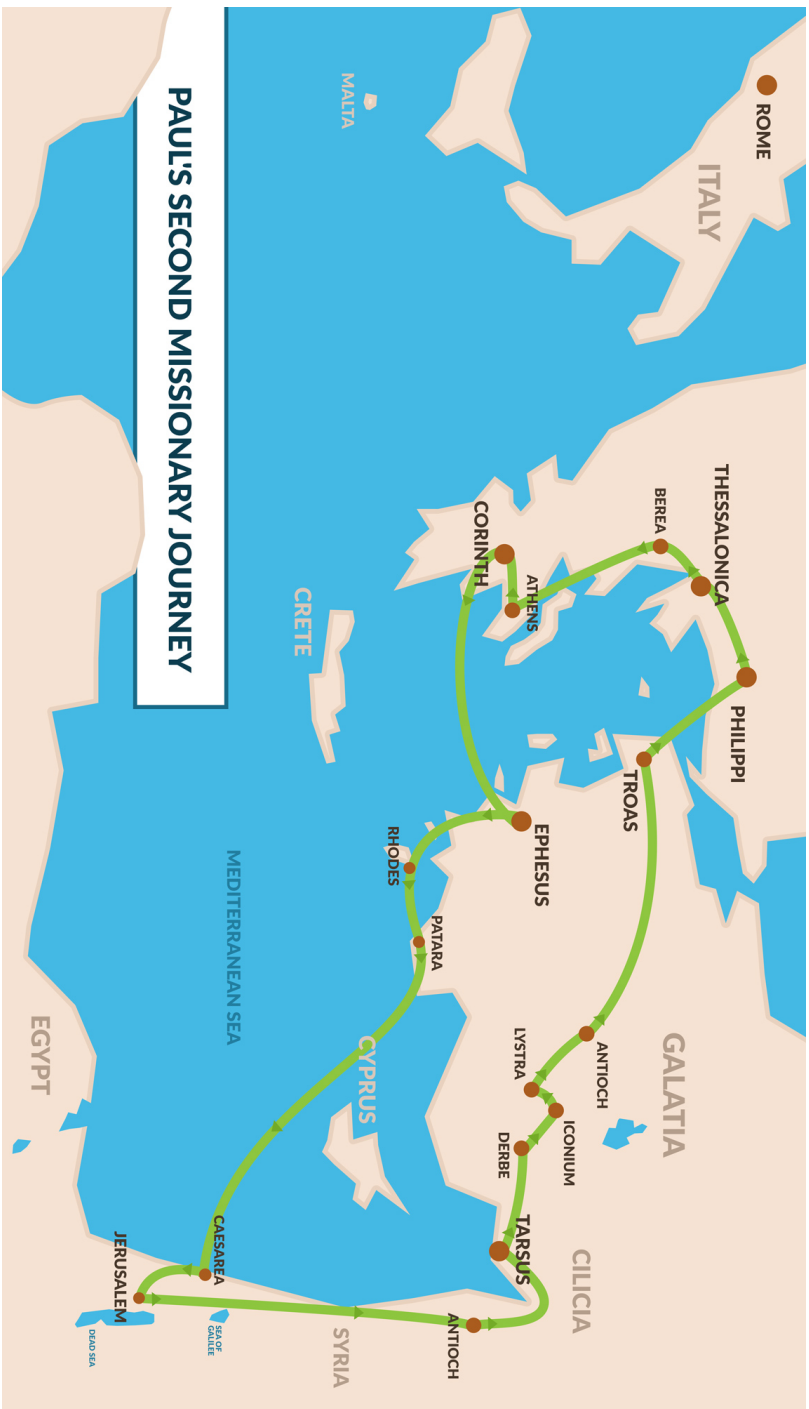 ROME
ITALY
MALTA
PAUL'S SECOND MISSIONARY JOURNEY
THESSALONICA
BEREA
PHILIPPI
CORINTH
ATHENS
TROAS
CRETE
EPHESUS
RHODES
PATARA
MEDITERRANEAN SEA
GALATIA
ANTIOCH
LYSTRA
ICONIUM
DERBE
CYPRUS
EGYPT
TARSUS
CILICIA
CAESAREA
JERUSALEM
ANTIOCH
SYRIA
SEA OF
GALILEE
DEAD SEA